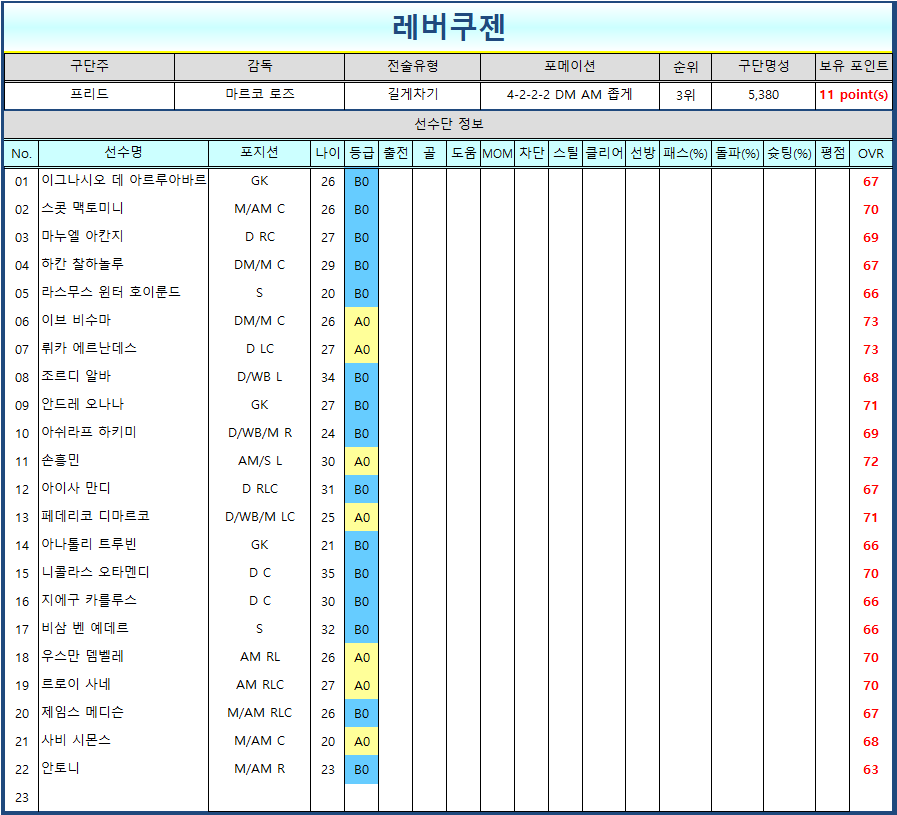 레버쿠젠
구단주 감독 전술유형 포메이션 순위 구단명성 보유 포인트
프리드 마르코 로즈 길게차기 4-2-2-2 DM AM 좁게 3위 5,380 11 point(s)
선수단 정보
No. 선수명 포지션 나이 등급 출전 골 도움 MOM 차단 스틸 클리어 선방 패스(%) 돌파(%) 슛팅(%) 평점 OVR
01 이그나시오 데 아르루아바르 GK 26 B0 67
02 스콧 맥토미니 M/AM C 26 B0 70
03 마누엘 아칸지 D RC 27 B0 69
04 하칸 찰하놀루 DM/M C 29 B0 67
05 라스무스 윈터 호이룬드 S 20 B0 66
06 이브 비수마 DM/M C 26 A0 73
07 뤼카 에르난데스 D LC 27 A0 73
08 조르디 알바 D/WB L 34 B0 68
09 안드레 오나나 GK 27 B0 71
10 아쉬라프 하키미 D/WB/M R 24 B0 69
11 손흥민 AM/S L 30 A0 72
12 아이사 만디 D RLC 31 B0 67
13 페데리코 디마르코 D/WB/M LC 25 A0 71
14 아나톨리 트루빈 GK 21 B0 66
15 니콜라스 오타멘디 D C 35 B0 70
16 지에구 카를루스 D C 30 B0 66
17 비삼 벤 예데르 S 32 B0 66
18 우스만 뎀벨레 AM RL 26 A0 70
19 르로이 사네 AM RLC 27 A0 70
20 제임스 메디슨 M/AM RLC 26 B0 67
21 사비 시몬스 M/AM C 20 A0 68
22 안토니 M/AM R 23 B0 63
23